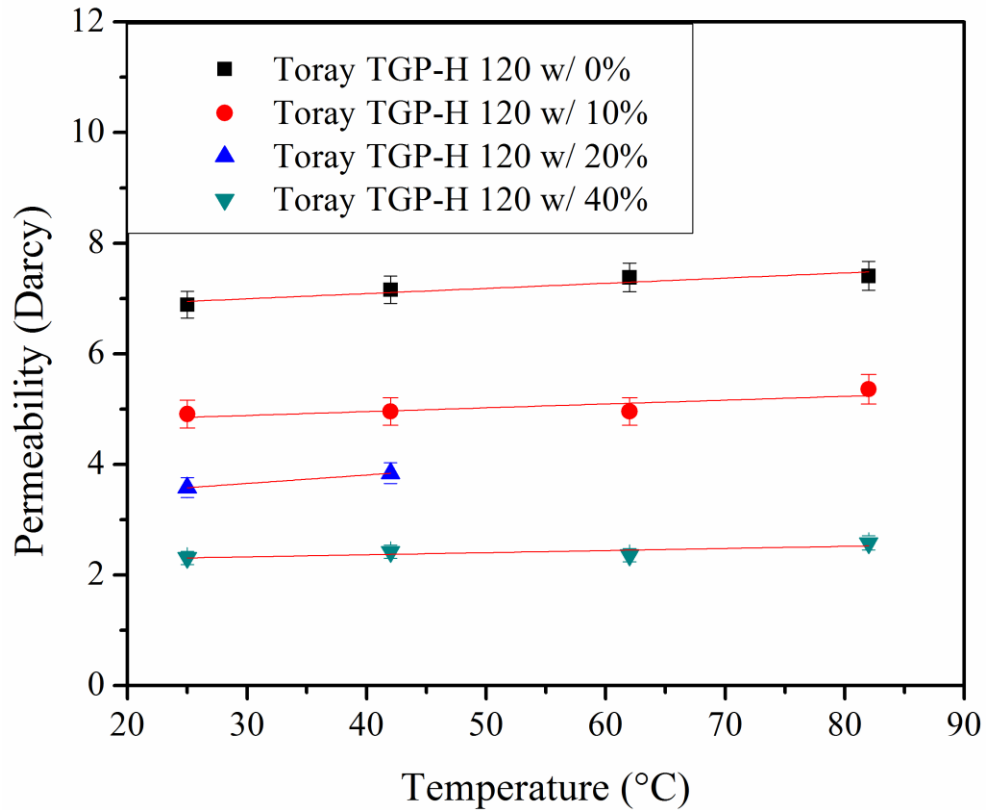 12
10
8
6
4
2
0
Toray TGP-H 120 w/ 0%
Toray TGP-H 120 w/ 10%
Toray TGP-H 120 w/ 20%
Toray TGP-H 120 w/ 40%
Permeability (Darcy)
20 30 40 50 60 70 80 90
Temperature (°C)